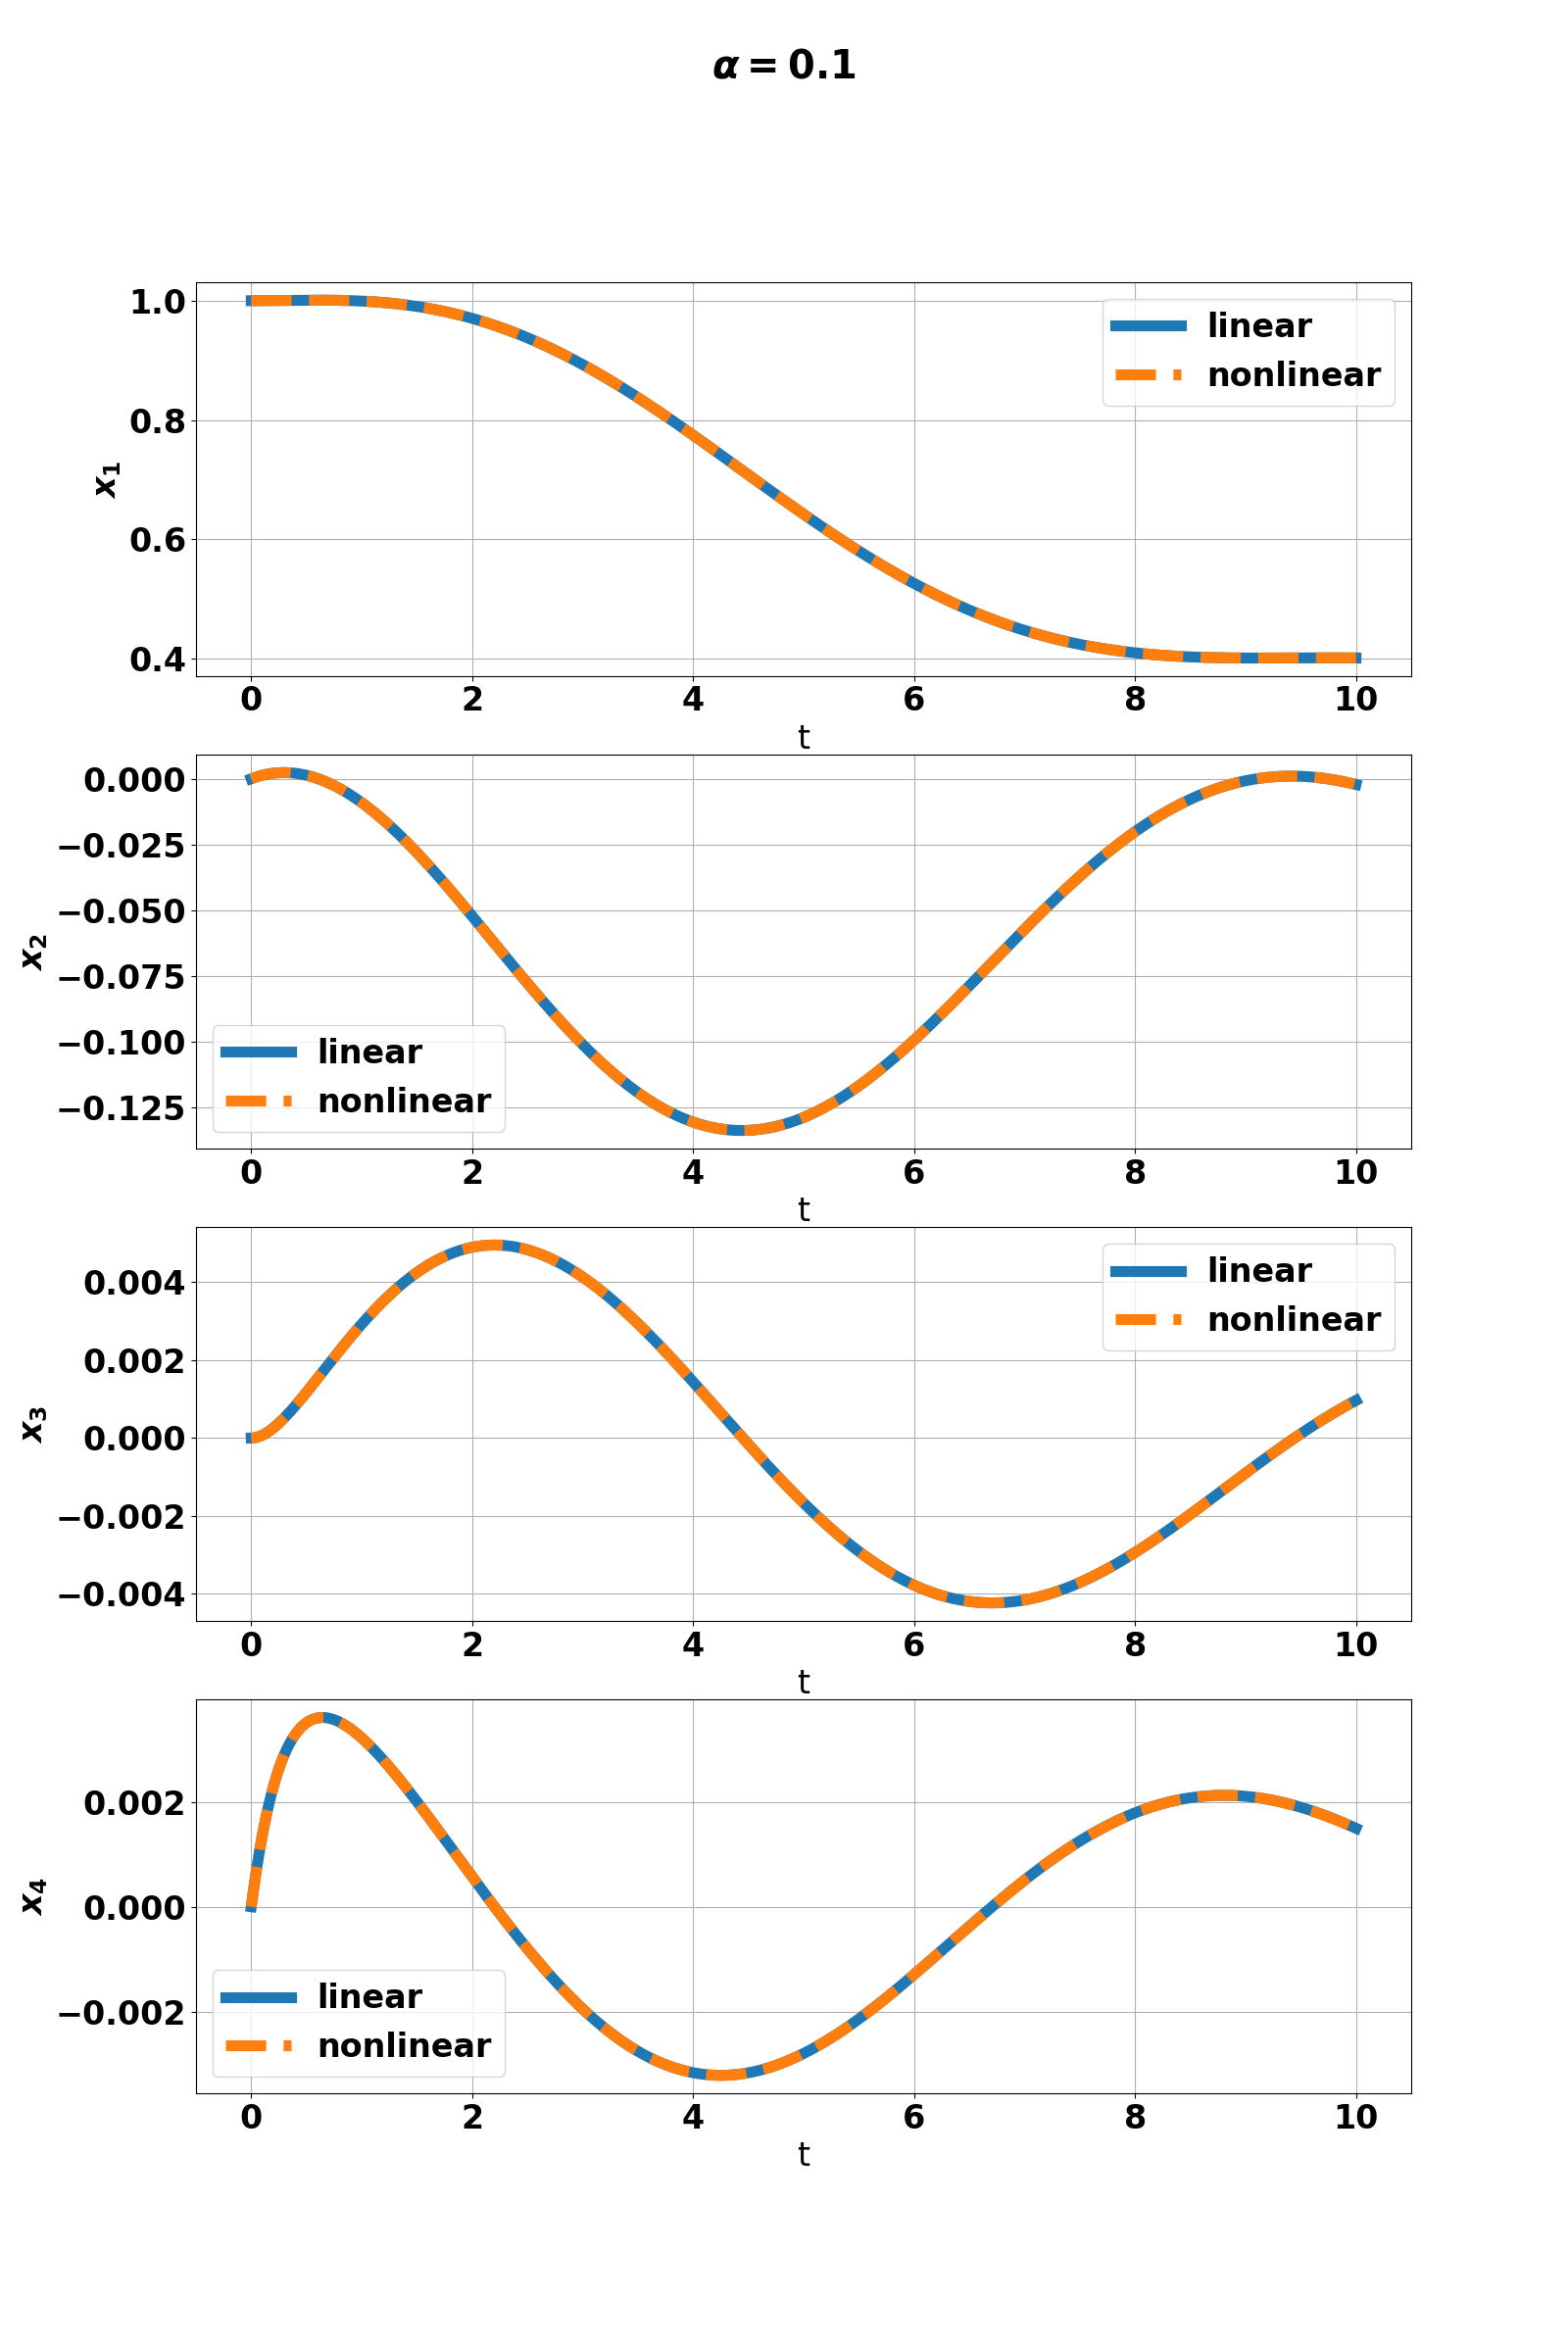 α = 0.1
1.0
0.8
0.6
0.4
x₁
linear
nonlinear
0 2 4 6 8 10
t
0.000
−0.025
−0.050
−0.075
−0.100
−0.125
x₂
linear
nonlinear
0 2 4 6 8 10
t
0.004
0.002
0.000
−0.002
−0.004
x₃
linear
nonlinear
0 2 4 6 8 10
t
0.002
0.000
−0.002
x₄
linear
nonlinear
0 2 4 6 8 10
t